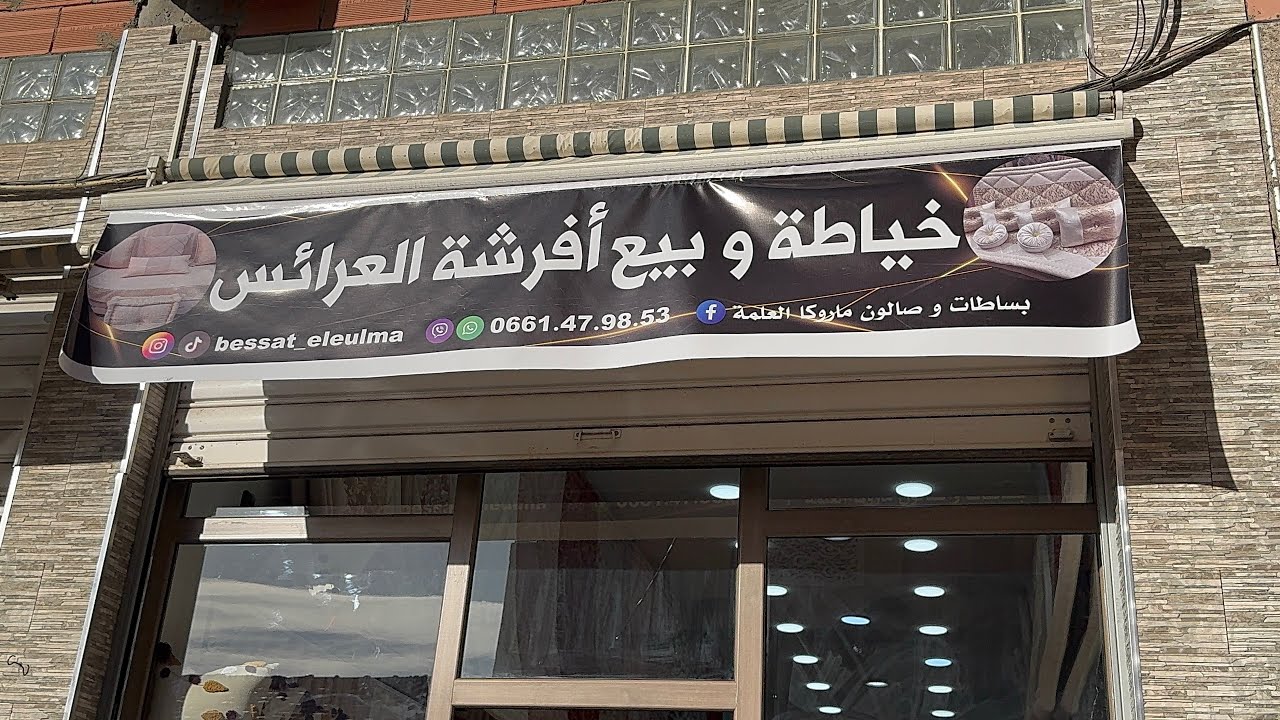 خياطة و بيع أفرشة العرائس
بساطات و صالون ماروكا العلمة
0661.47.98.53
bessat_eleulma